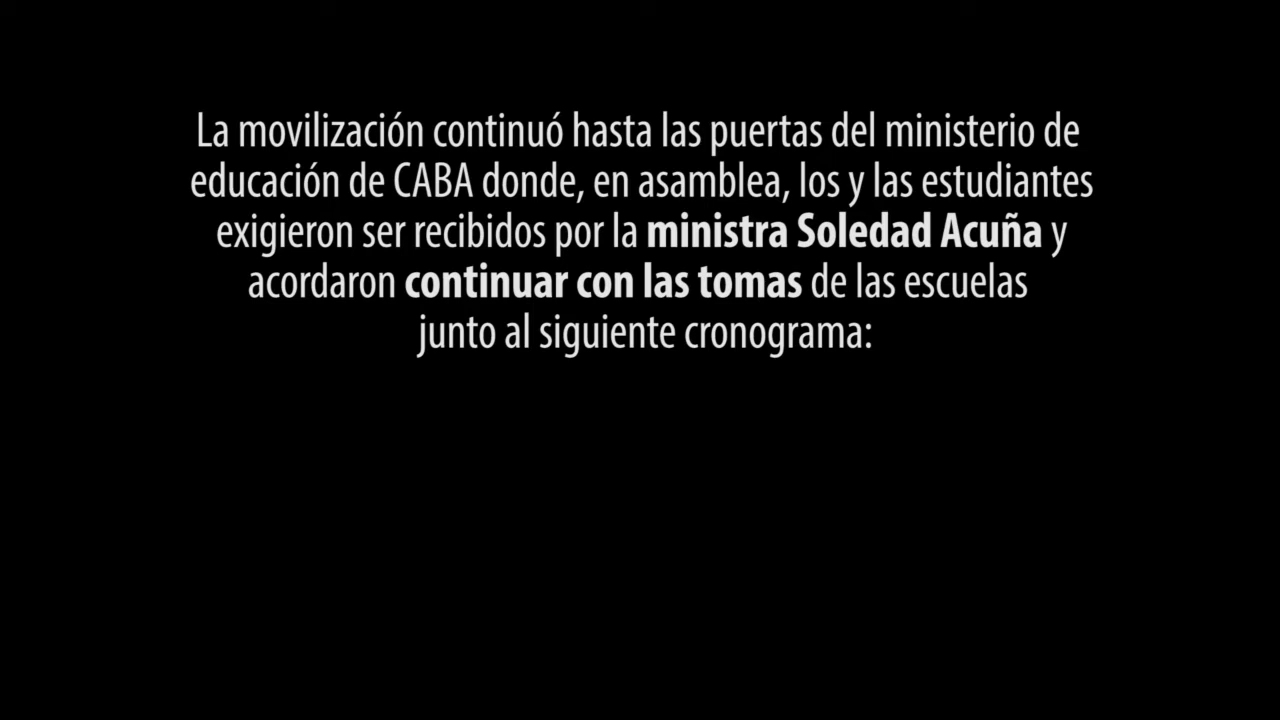 La movilización continuó hasta las puertas del ministerio de
educación de CABA donde, en asamblea, los y las estudiantes
exigieron ser recibidos por la ministra Soledad Acuña y
acordaron continuar con las tomas de las escuelas
junto al siguiente cronograma: